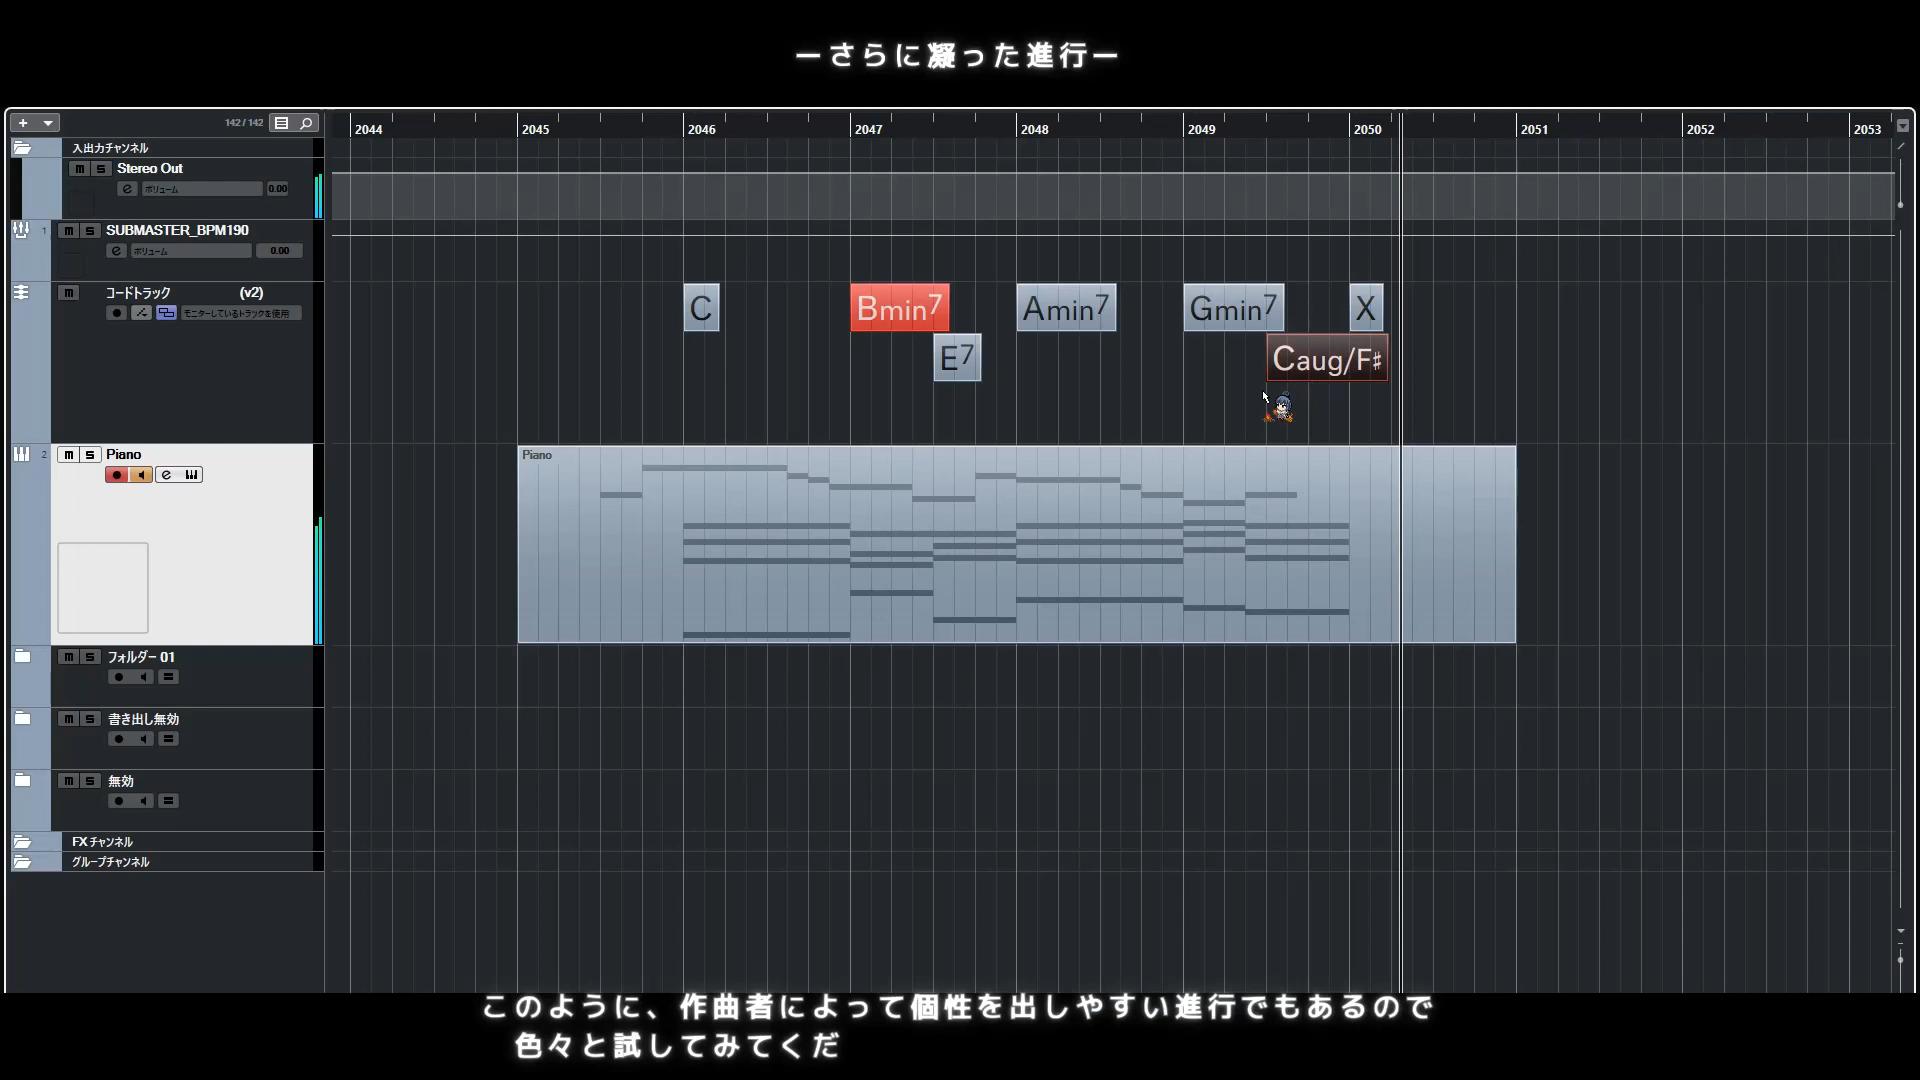 ーさらに凝った進行ー
142 / 142
2044 2045 2046 2047 2048 2049 2050 2051 2052 2053
入出力チャンネル
m S Stereo Out
e ボリューム 0.00
1 m S SUBMASTER_BPM190
e ボリューム 0.00
m コードトラック (v2)
モニターしているトラックを使用
C Bmin7 Amin7 Gmin7 X
E7 Caug/F♯
2 m S Piano
e
Piano
m S フォルダー 01
m S 書き出し無効
m S 無効
FX チャンネル
グループチャンネル
このように、作曲者によって個性を出しやすい進行でもあるので
色々と試してみてくだ